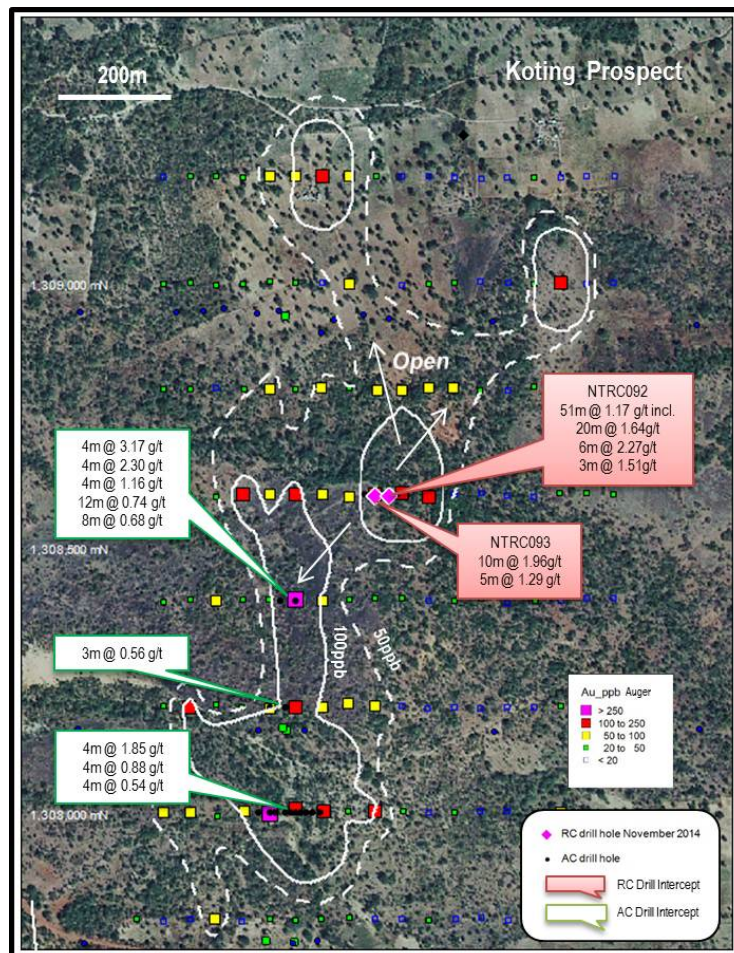 200m
Koting Prospect
1,309,000 mN
Open
NTRC092
51m @ 1.17 g/t incl.
20m @ 1.64g/t
6m @ 2.27g/t
3m @ 1.51g/t
4m @ 3.17 g/t
4m @ 2.30 g/t
4m @ 1.16 g/t
12m @ 0.74 g/t
8m @ 0.68 g/t
NTRC093
10m @ 1.96g/t
5m @ 1.29 g/t
1,308,500 mN
3m @ 0.56 g/t
100ppb
50ppb
Au_ppb Auger
> 250
100 to 250
50 to 100
20 to 50
< 20
4m @ 1.85 g/t
4m @ 0.88 g/t
4m @ 0.54 g/t
1,308,000 mN
RC drill hole November 2014
AC drill hole
RC Drill Intercept
AC Drill Intercept